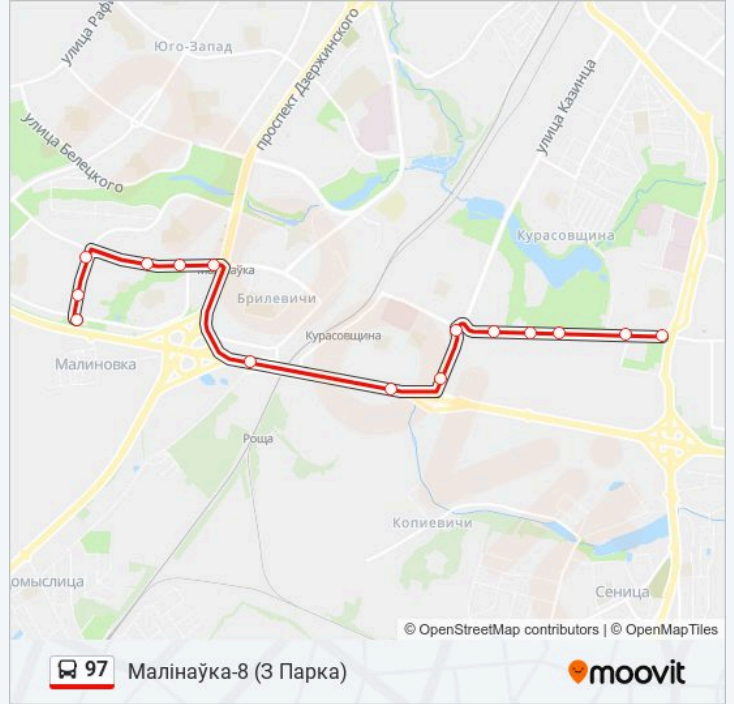 улица Рафи
Юго-Запад
проспект Дзержинского
улица Казинца
улица Белецкого
Курасовщина
Брилевичи
Курасовщина
Малиновка
Роща
Копиевичи
омыслица
Сеница
© OpenStreetMap contributors | © OpenMapTiles
97 Малінаўка-8 (З Парка)
moovit